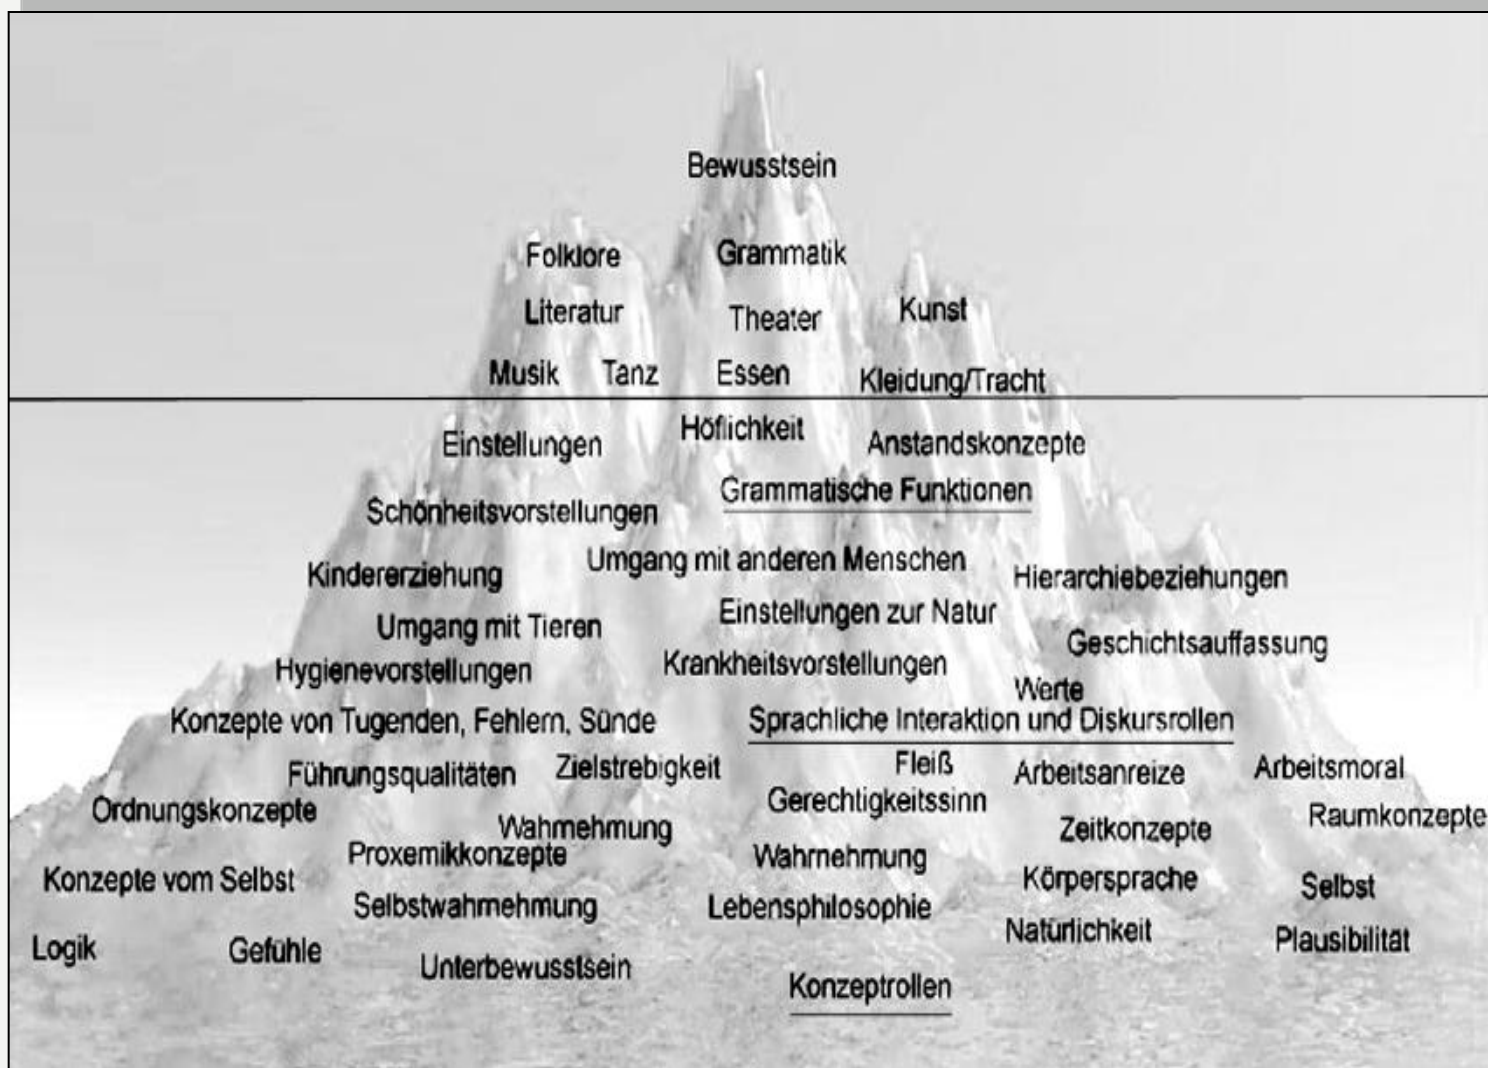 Bewusstsein
Folklore
Grammatik
Literatur
Theater
Kunst
Musik
Tanz
Essen
Kleidung/Tracht
Höflichkeit
Einstellungen
Anstandskonzepte
Grammatische Funktionen
Schönheitsvorstellungen
Umgang mit anderen Menschen
Kindererziehung
Hierarchiebeziehungen
Einstellungen zur Natur
Umgang mit Tieren
Geschichtsauffassung
Krankheitsvorstellungen
Hygienevorstellungen
Werte
Konzepte von Tugenden, Fehlern, Sünde
Sprachliche Interaktion und Diskursrollen
Führungsqualitäten
Zielstrebigkeit
Fleiß
Arbeitsanreize
Arbeitsmoral
Gerechtigkeitssinn
Ordnungskonzepte
Raumkonzepte
Wahrnehmung
Zeitkonzepte
Proxemikkonzepte
Wahrnehmung
Konzepte vom Selbst
Körpersprache
Selbst
Selbstwahrnehmung
Lebensphilosophie
Natürlichkeit
Plausibilität
Logik
Gefühle
Unterbewusstsein
Konzeptrollen